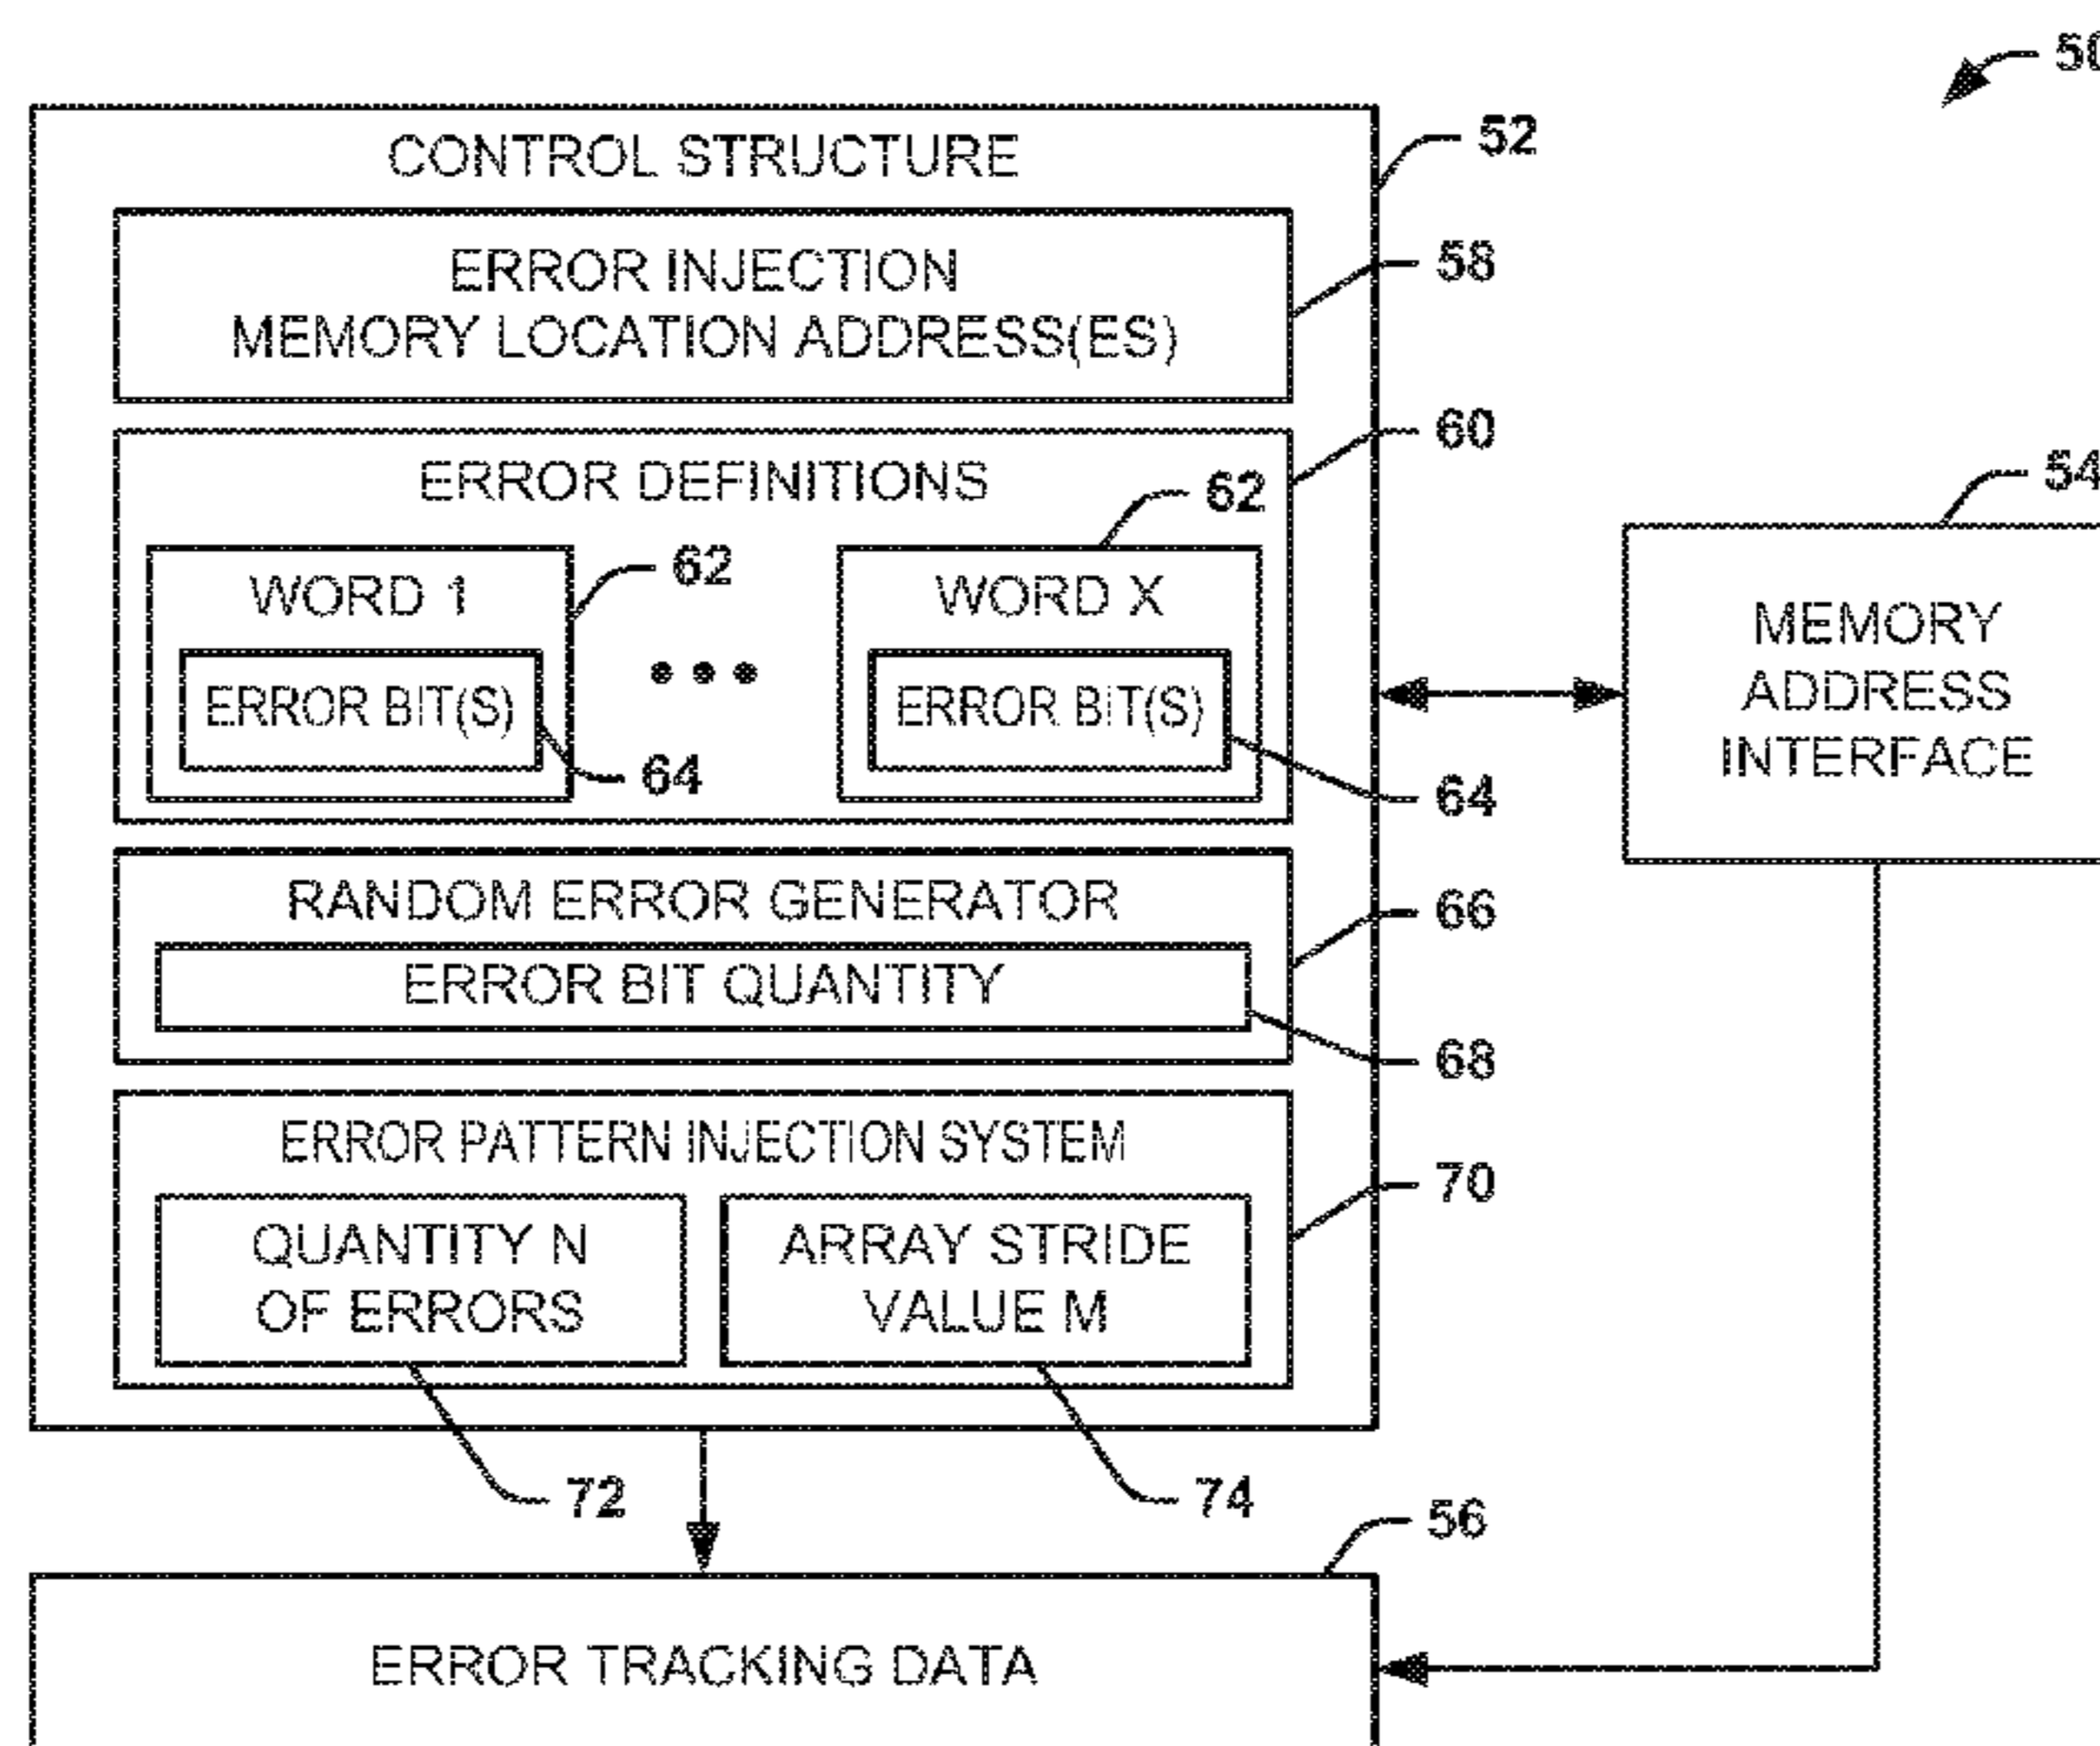 50
CONTROL STRUCTURE
52
ERROR INJECTION
MEMORY LOCATION ADDRESS(ES)
58
60
ERROR DEFINITIONS
62
54
WORD 1
62
WORD X
ERROR BIT(S)
• • •
ERROR BIT(S)
64
64
MEMORY
ADDRESS
INTERFACE
RANDOM ERROR GENERATOR
66
ERROR BIT QUANTITY
68
ERROR PATTERN INJECTION SYSTEM
70
QUANTITY N
OF ERRORS
ARRAY STRIDE
VALUE M
72
74
56
ERROR TRACKING DATA